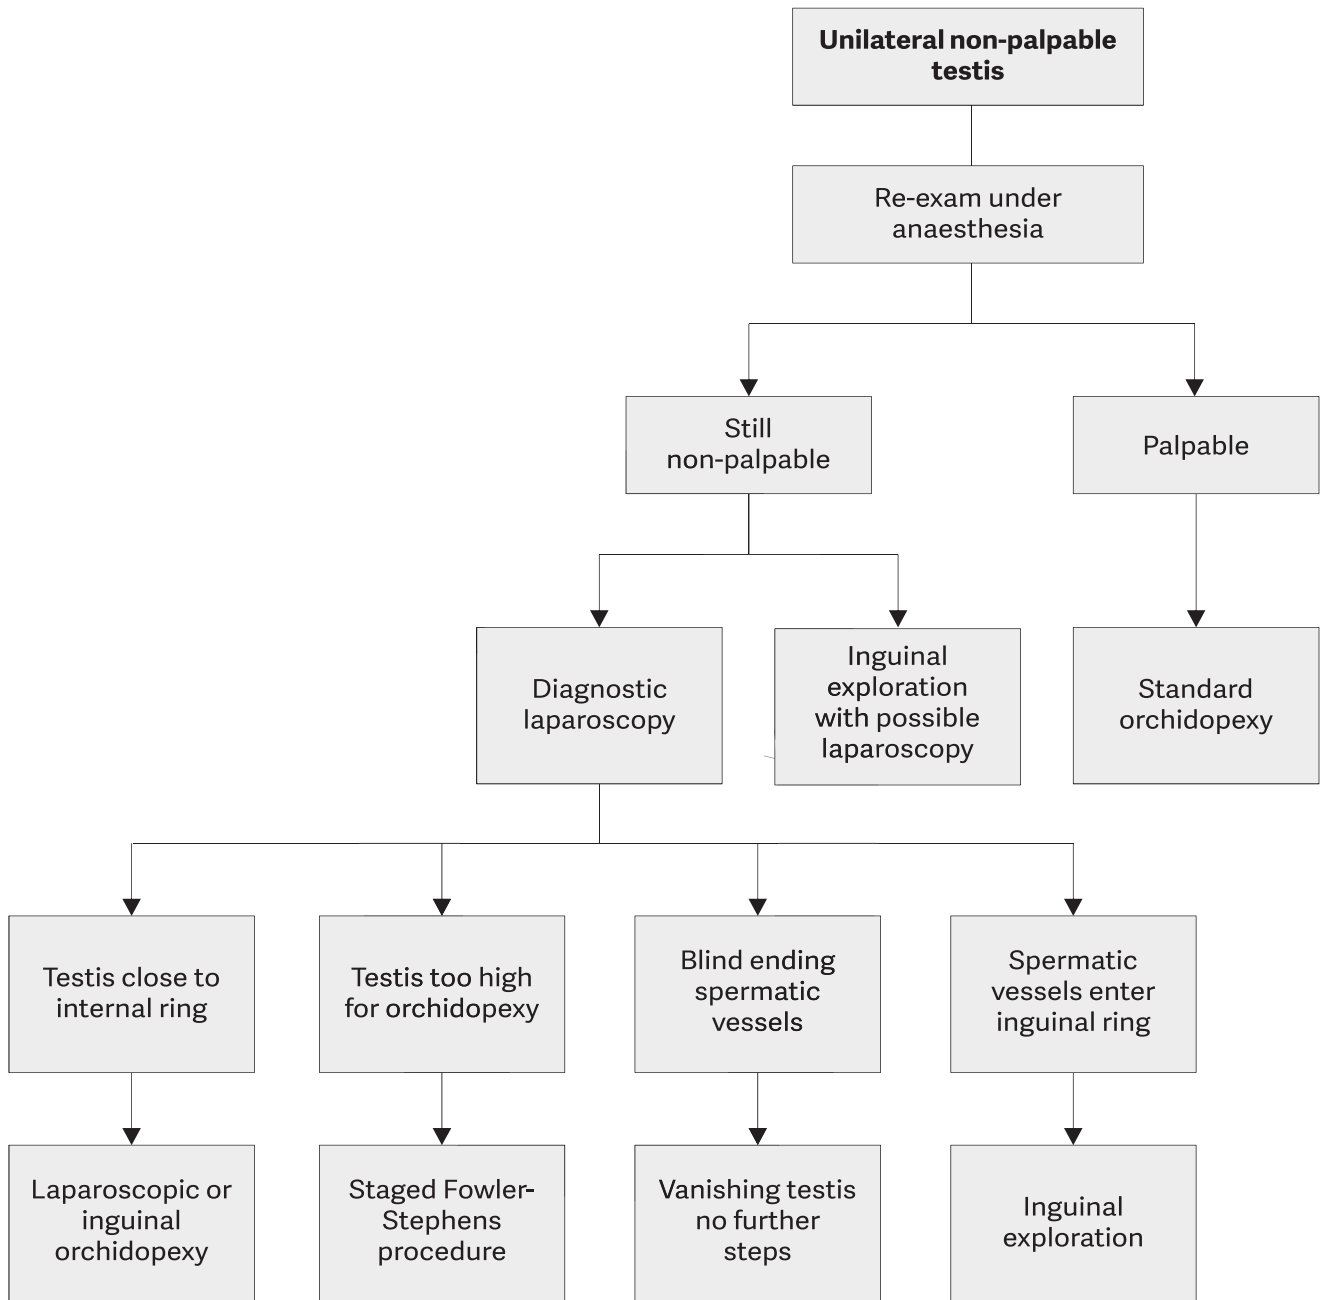 Unilateral non-palpable
testis
Re-exam under
anaesthesia
Still
non-palpable
Palpable
Diagnostic
laparoscopy
Inguinal
exploration
with possible
laparoscopy
Standard
orchidopexy
Testis close to
internal ring
Testis too high
for orchidopexy
Blind ending
spermatic
vessels
Spermatic
vessels enter
inguinal ring
Laparoscopic or
inguinal
orchidopexy
Staged Fowler-
Stephens
procedure
Vanishing testis
no further
steps
Inguinal
exploration